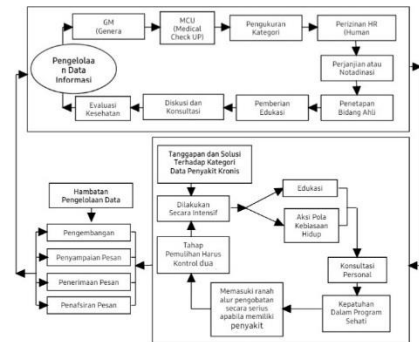 GM
(Genera
MCU
(Medical
Check UP)
Pengukuran
Kategori
Perizinan HR
(Human
Pengelolaa
n Data
Informasi
Perjanjian atau
Notadinasi
Evaluasi
Kesehatan
Diskusi dan
Konsultasi
Pemberian
Edukasi
Penetapan
Bidang Ahli
Tanggapan dan Solusi
Terhadap Kategori
Data Penyakit Kronis
Hambatan
Pengelolaan Data
Dilakukan
Secara Intensif
Edukasi
Aksi Pola
Kebiasaan
Hidup
Pengembangan
Penyampaian Pesan
Penerimaan Pesan
Penafsiran Pesan
Tahap
Pemulihan Harus
Kontrol dua
Konsultasi
Personal
Memasuki ranah
alur pengobatan
secara serius
apabila memiliki
penyakit
Kepatuhan
Dalam Program
Sehati